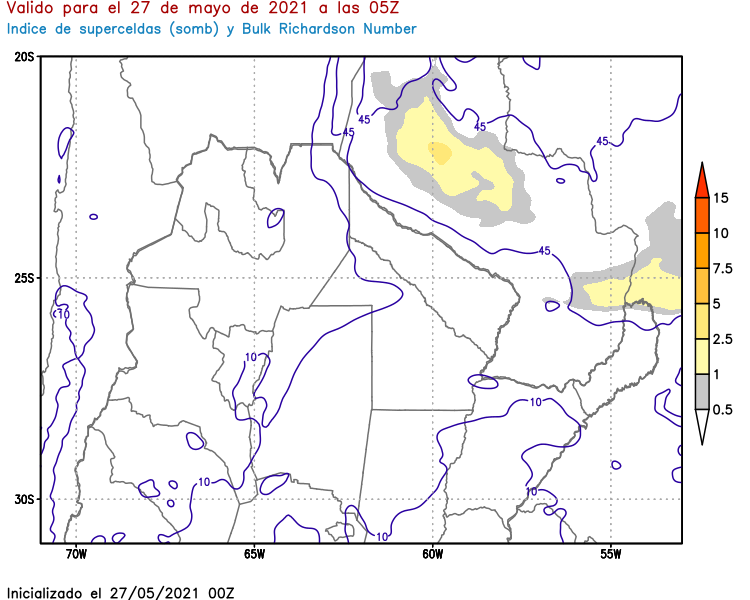 Valido para el 27 de mayo de 2021 a las 05Z
Indice de superceldas (somb) y Bulk Richardson Number
20S
25S
30S
70W
65W
60W
55W
45
45
45
45
45
10
10
10
10
10
10
15
10
7.5
5
2.5
1
0.5
Inicializado el 27/05/2021 00Z